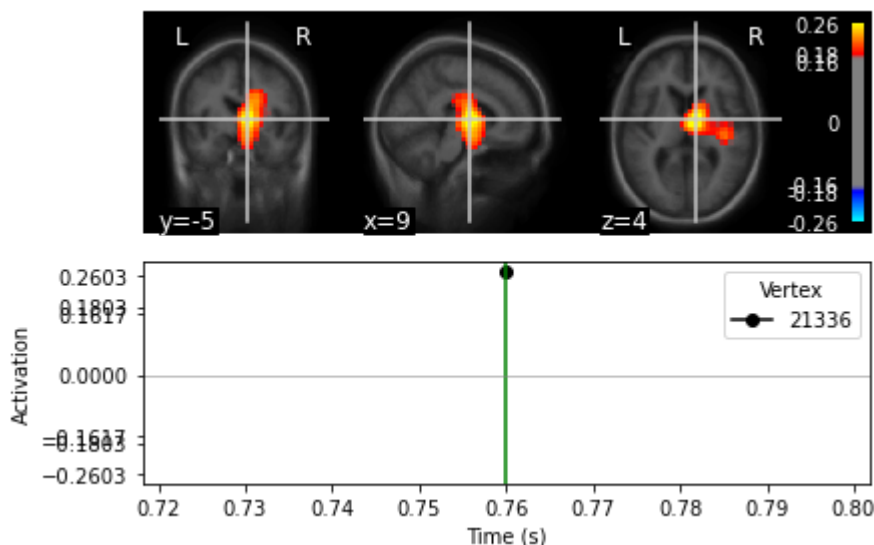 L R
L R
y=-5
x=9
z=4
0.26
0.18
0.16
0
-0.16
-0.18
-0.26
Activation
0.2603
0.1803
0.1617
0.0000
-0.1617
-0.1803
-0.2603
Vertex
21336
0.72 0.73 0.74 0.75 0.76 0.77 0.78 0.79 0.80
Time (s)